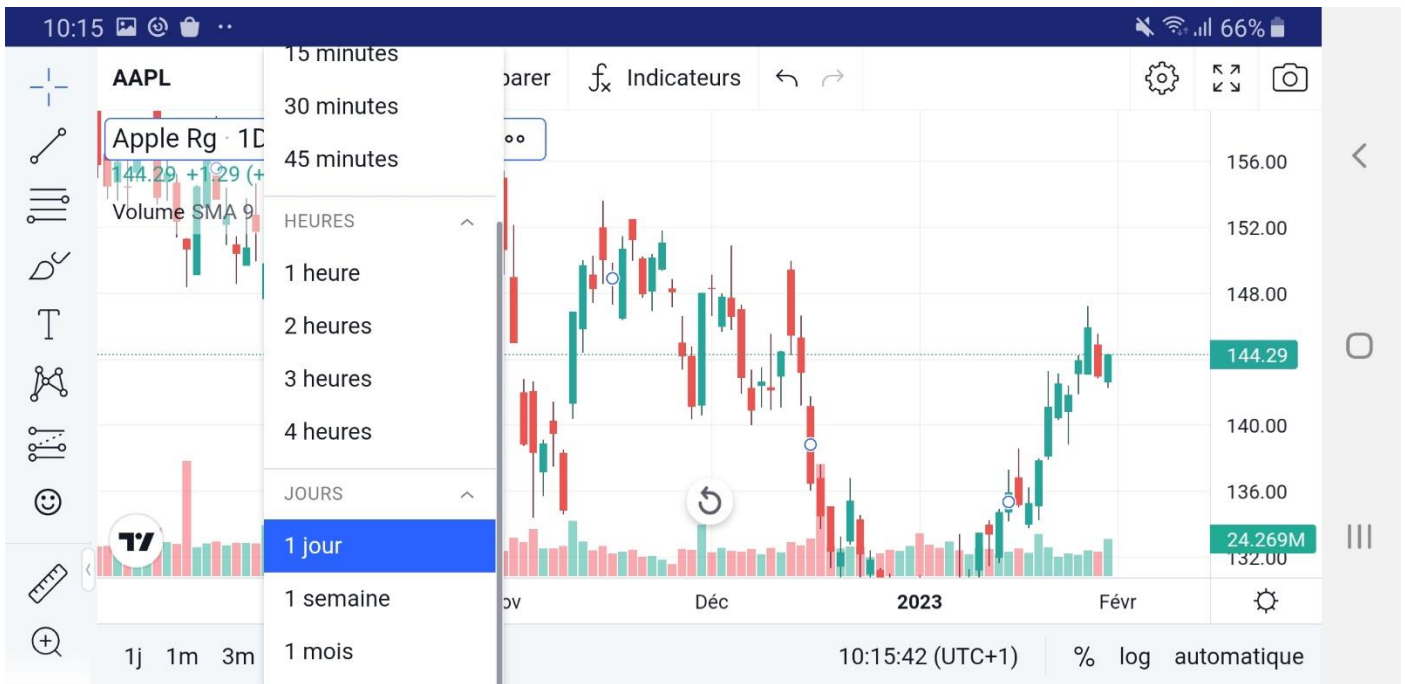 10:15
66%
AAPL
parer
Indicateurs
Apple Rg · 1D
144.29 +1.29 (+
Volume SMA 9
15 minutes
30 minutes
45 minutes
HEURES
1 heure
2 heures
3 heures
4 heures
JOURS
1 jour
1 semaine
1 mois
156.00
152.00
148.00
144.29
140.00
136.00
24.269M
132.00
ov Déc 2023 Févr
1j 1m 3m
10:15:42 (UTC+1) % log automatique